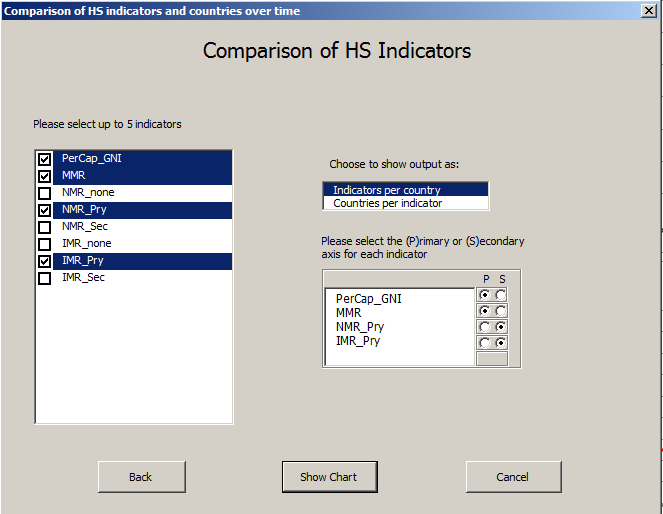 Comparison of HS indicators and countries over time
Comparison of HS Indicators
Please select up to 5 indicators
PerCap_GNI
MMR
NMR_none
NMR_Pry
NMR_Sec
IMR_none
IMR_Pry
IMR_Sec
Choose to show output as:
Indicators per country
Countries per indicator
Please select the (P)rimary or (S)econdary
axis for each indicator
P S
PerCap_GNI
MMR
NMR_Pry
IMR_Pry
Back
Show Chart
Cancel